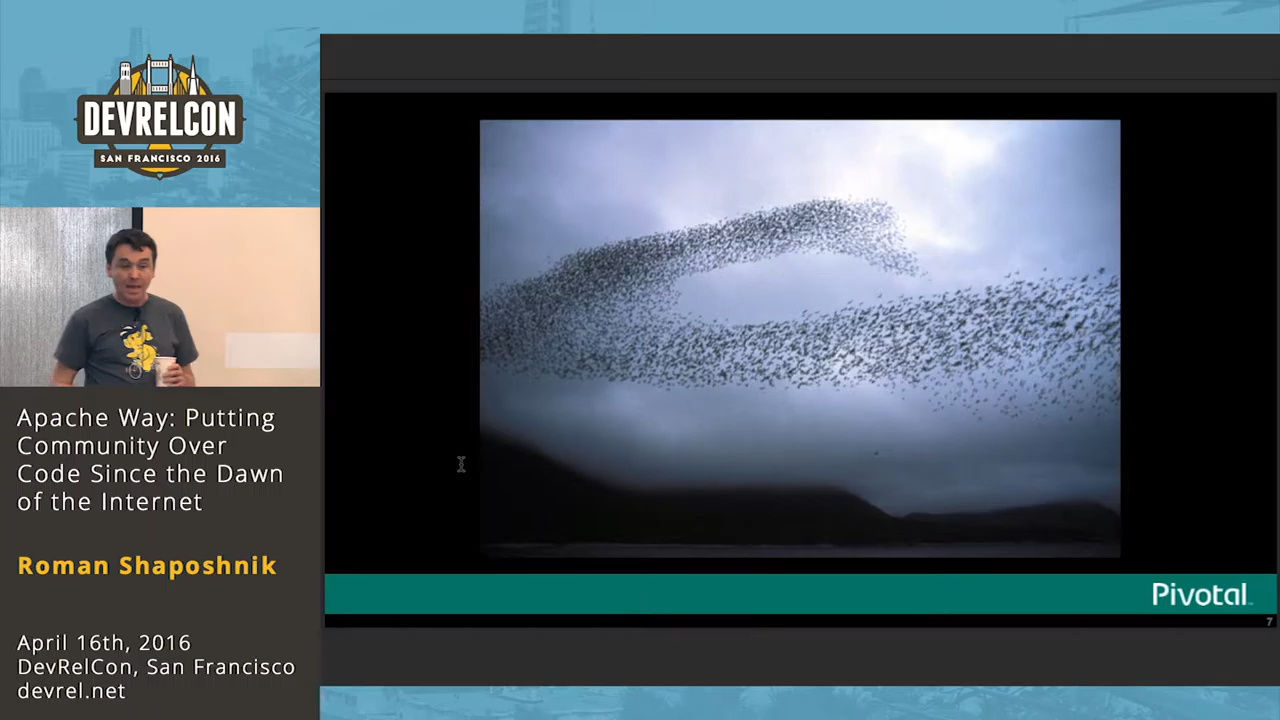 DEVRELCON
SAN FRANCISCO 2016
Apache Way: Putting
Community Over
Code Since the Dawn
of the Internet
Roman Shaposhnik
April 16th, 2016
DevRelCon, San Francisco
devrel.net
Pivotal
7